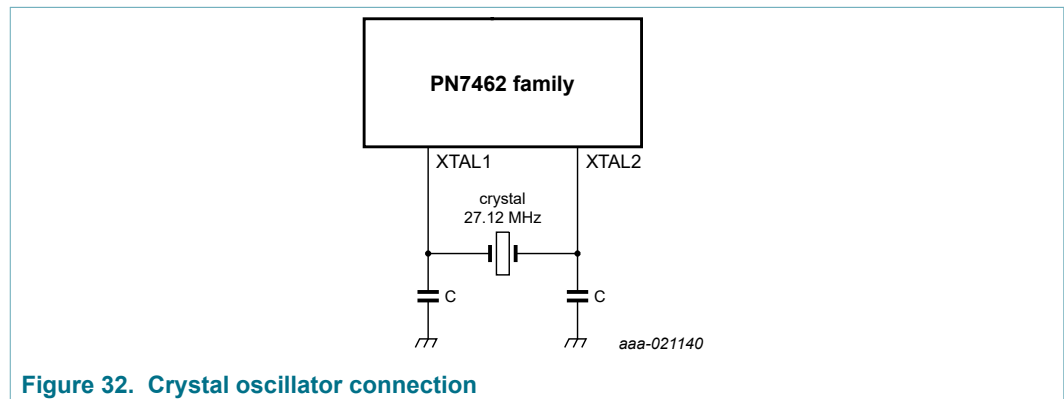 PN7462 family
XTAL1
XTAL2
crystal
27.12 MHz
C
C
aaa-021140
Figure 32. Crystal oscillator connection